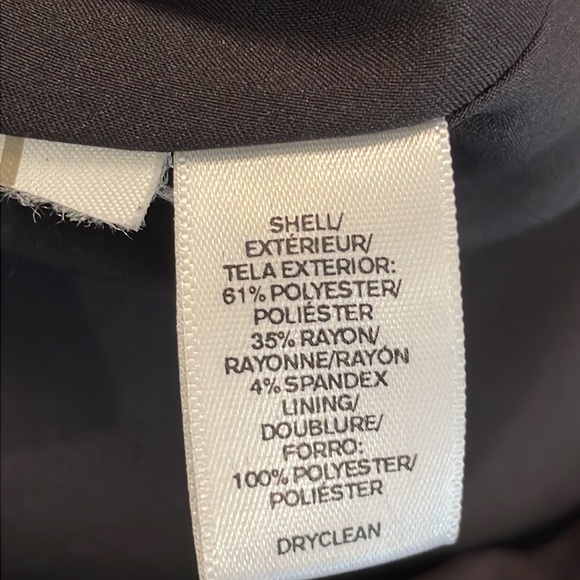 SHELL/
EXTÉRIEUR/
TELA EXTERIOR:
61% POLYESTER/
POLIÉSTER
35% RAYON/
RAYONNE/RAYÓN
4% SPANDEX
LINING/
DOUBLURE/
FORRO:
100% POLYESTER/
POLIÉSTER
DRYCLEAN